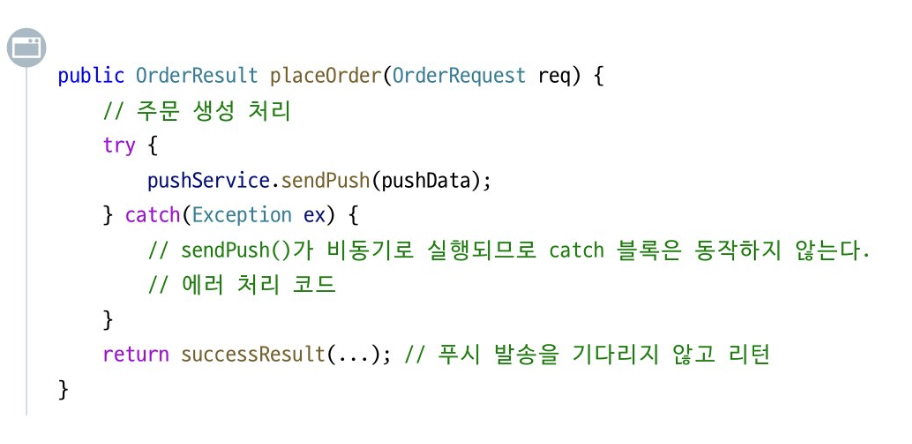 public OrderResult placeOrder(OrderRequest req) {
    // 주문 생성 처리
    try {
        pushService.sendPush(pushData);
    } catch(Exception ex) {
        // sendPush()가 비동기로 실행되므로 catch 블록은 동작하지 않는다.
        // 에러 처리 코드
    }
    return successResult(...); // 푸시 발송을 기다리지 않고 리턴
}